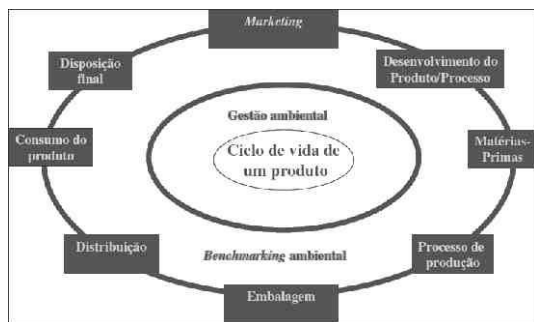 Marketing
Desenvolvimento do
Produto/Processo
Matérias-
Primas
Processo de
produção
Embalagem
Distribuição
Consumo do
produto
Disposição
final
Gestão ambiental
Ciclo de vida de
um produto
Benchmarking ambiental